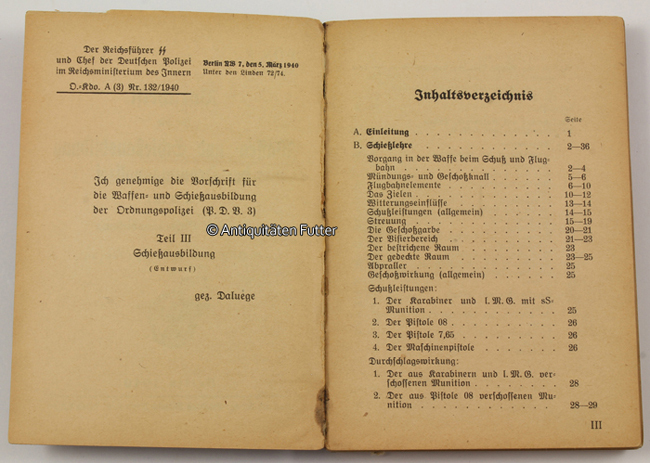 Der Reichsführer SS
und Chef der Deutschen Polizei
im Reichsministerium des Innern
O.-Kdo. A (3) Nr. 132/1940
Berlin NW 7, den 5. März 1940
Unter den Linden 72/74.
Ich genehmige die Vorschrift für
die Waffen- und Schießausbildung
der Ordnungspolizei (P. D. V. 3)
Teil III
Schießausbildung
(Entwurf)
gez. Daluege
© Antiquitäten Futter
Inhaltsverzeichnis
Seite
A. Einleitung . . . . . . . . . . 1
B. Schießlehre . . . . . . . . . . 2—36
Vorgang in der Waffe beim Schuß und Flug-
bahn . . . . . . . . . . 2—4
Mündungs- und Geschoßknall . . . . . 5—6
Flugbahnelemente . . . . . . . . 6—10
Das Zielen . . . . . . . . . . 10—12
Witterungseinflüsse . . . . . . . 13—14
Schußleistungen (allgemein) . . . . . 14—15
Streuung . . . . . . . . . . 15—19
Die Geschoßgarbe . . . . . . . . 20—21
Der Visierbereich . . . . . . . . 21—23
Der bestrichene Raum . . . . . . . 23
Der gedeckte Raum . . . . . . . . 23—25
Abpraller . . . . . . . . . . 25
Geschoßwirkung (allgemein) . . . . . 25
Schußleistungen:
1. Der Karabiner und l. M. G. mit sS-
Munition . . . . . . . . . . 25
2. Der Pistole 08 . . . . . . . . 26
3. Der Pistole 7,65 . . . . . . . 26
4. Der Maschinenpistole . . . . . . 26
Durchschlagswirkung:
1. Der aus Karabinern und l. M. G. ver-
schossenen Munition . . . . . . . 28
2. Der aus Pistole 08 verschossenen Mu-
nition . . . . . . . . . . 28—29
III